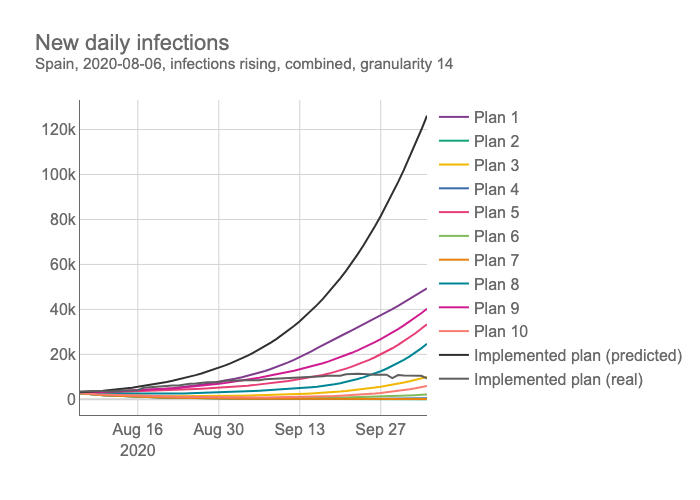 New daily infections
Spain, 2020-08-06, infections rising, combined, granularity 14
120k
100k
80k
60k
40k
20k
0
Aug 16
2020
Aug 30
Sep 13
Sep 27
Plan 1
Plan 2
Plan 3
Plan 4
Plan 5
Plan 6
Plan 7
Plan 8
Plan 9
Plan 10
Implemented plan (predicted)
Implemented plan (real)